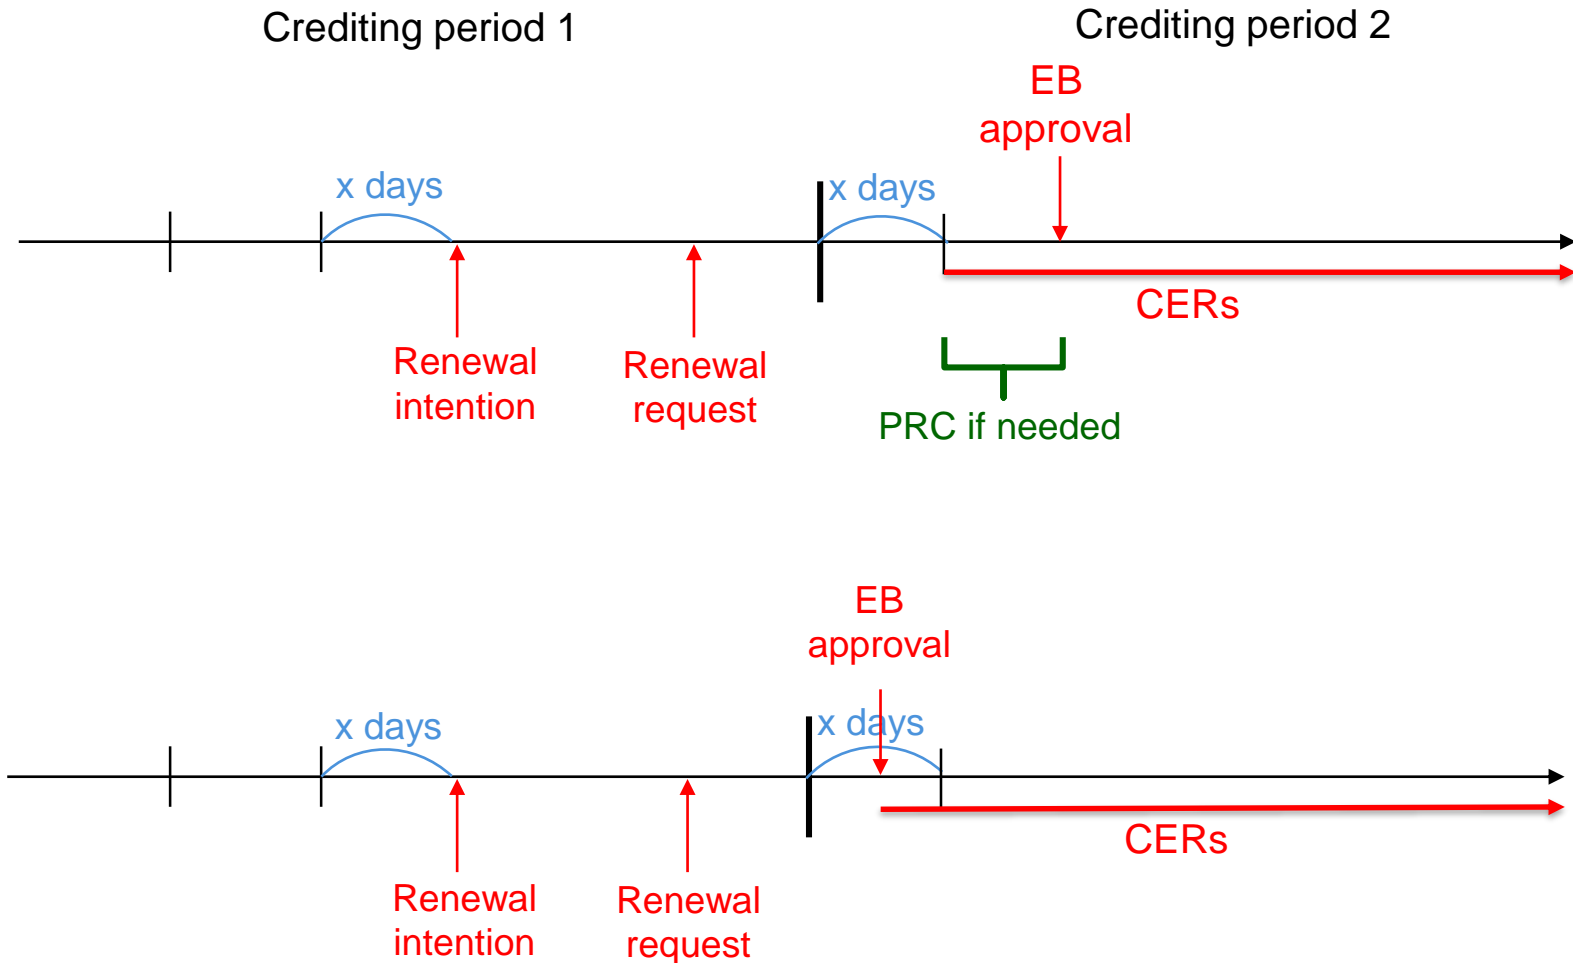 Crediting period 1
Crediting period 2
EB
approval
x days
x days
CERs
Renewal
intention
Renewal
request
PRC if needed
EB
approval
x days
x days
CERs
Renewal
intention
Renewal
request